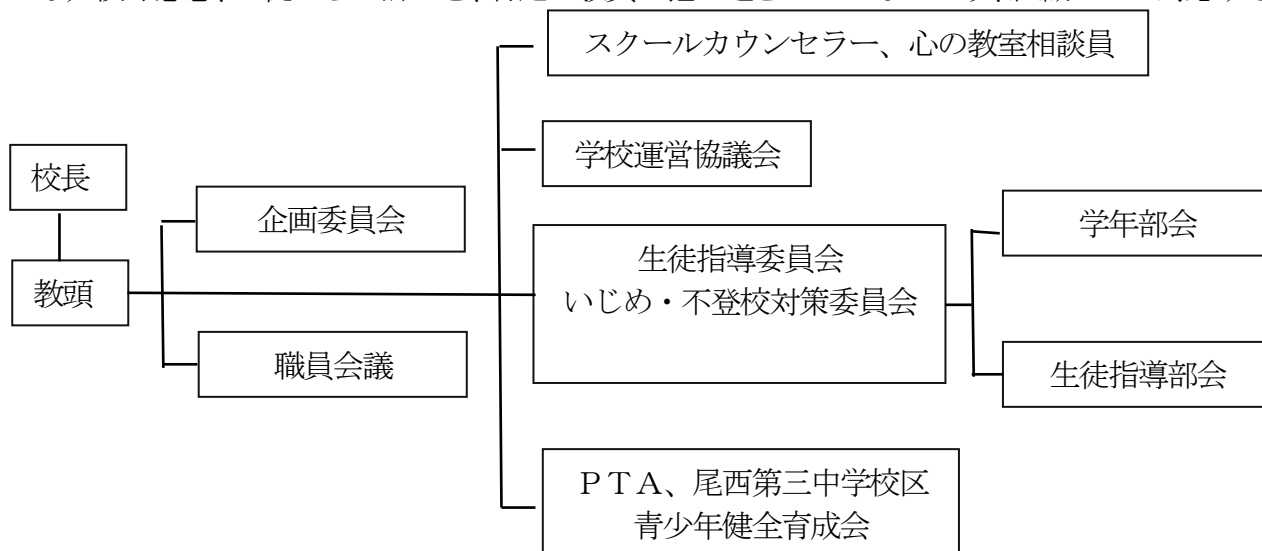 スクールカウンセラー、心の教室相談員
学校運営協議会
校長
教頭
企画委員会
職員会議
生徒指導委員会
いじめ・不登校対策委員会
学年部会
生徒指導部会
ＰＴＡ、尾西第三中学校区
青少年健全育成会